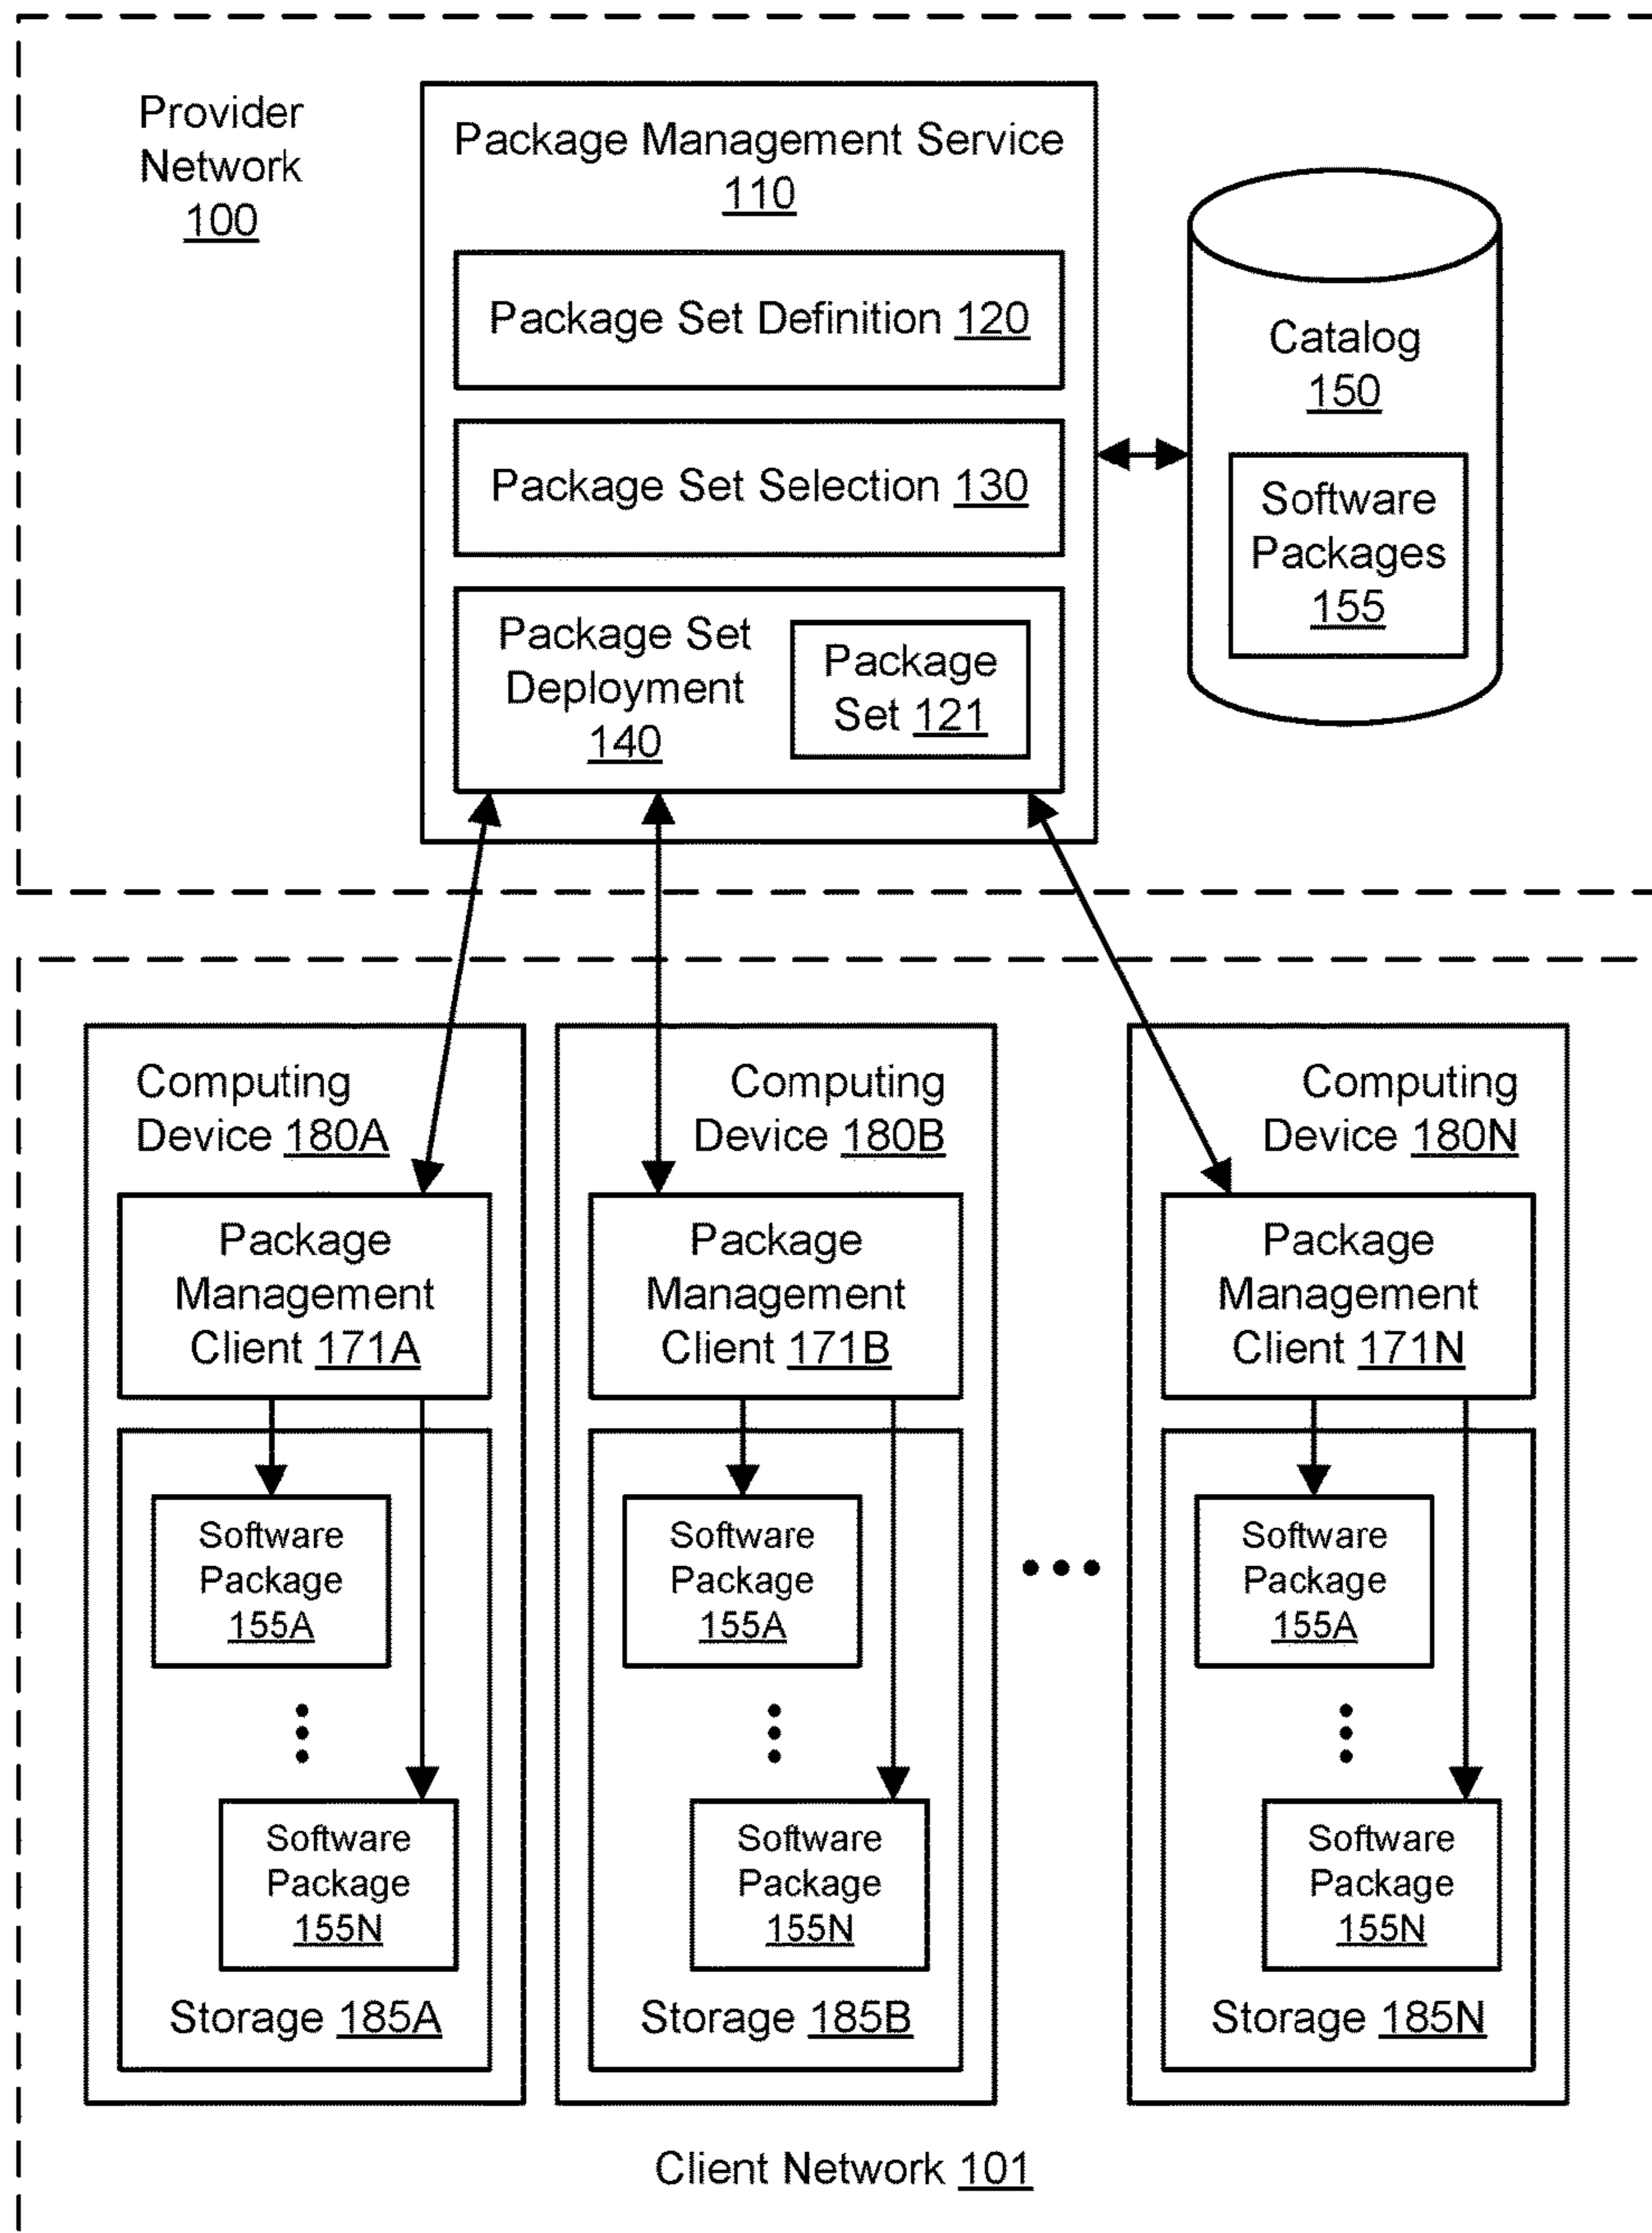 Provider
Network
100
Package Management Service
110
Package Set Definition 120
Package Set Selection 130
Package Set
Deployment
140
Package
Set 121
Catalog
150
Software
Packages
155
Computing
Device 180A
Package
Management
Client 171A
Software
Package
155A
Software
Package
155N
Storage 185A
Computing
Device 180B
Package
Management
Client 171B
Software
Package
155A
Software
Package
155N
Storage 185B
Computing
Device 180N
Package
Management
Client 171N
Software
Package
155A
Software
Package
155N
Storage 185N
Client Network 101